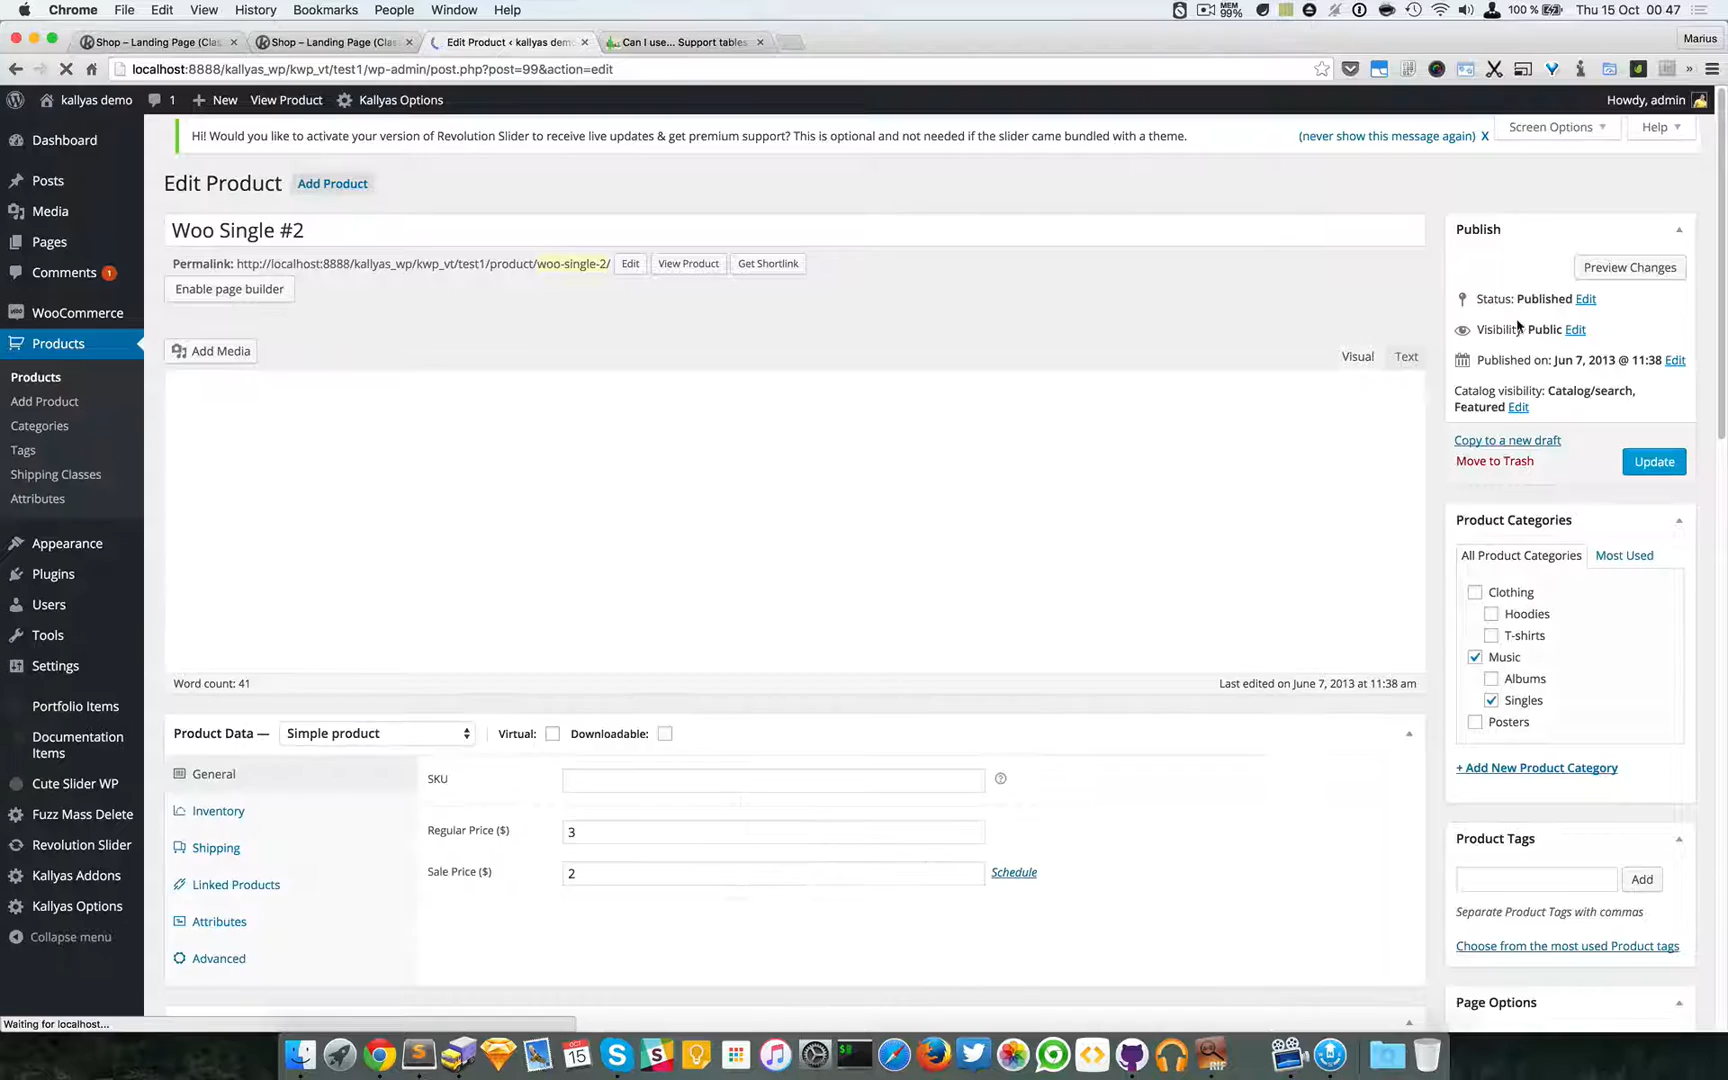 Chrome File Edit View History Bookmarks People Window Help MEM 99% 100 % Thu 15 Oct 00:47
Shop – Landing Page (Clas Shop – Landing Page (Clas Edit Product ‹ kallyas demo Can I use... Support tables Marius
localhost:8888/kallyas_wp/kwp_vt/test1/wp-admin/post.php?post=99&action=edit
kallyas demo 1 New View Product Kallyas Options Howdy, admin
Hi! Would you like to activate your version of Revolution Slider to receive live updates & get premium support? This is optional and not needed if the slider came bundled with a theme. (never show this message again) X
Screen Options Help
Dashboard
Posts
Media
Pages
Comments 1
WooCommerce
Products
Products
Add Product
Categories
Tags
Shipping Classes
Attributes
Appearance
Plugins
Users
Tools
Settings
Portfolio Items
Documentation
Items
Cute Slider WP
Fuzz Mass Delete
Revolution Slider
Kallyas Addons
Kallyas Options
Collapse menu
Edit Product Add Product
Woo Single #2
Permalink: http://localhost:8888/kallyas_wp/kwp_vt/test1/product/woo-single-2/ Edit View Product Get Shortlink
Enable page builder
Add Media
Visual Text
Word count: 41 Last edited on June 7, 2013 at 11:38 am
Product Data — Simple product Virtual: Downloadable:
General
Inventory
Shipping
Linked Products
Attributes
Advanced
SKU
Regular Price ($) 3
Sale Price ($) 2 Schedule
Publish
Preview Changes
Status: Published Edit
Visibility: Public Edit
Published on: Jun 7, 2013 @ 11:38 Edit
Catalog visibility: Catalog/search,
Featured Edit
Copy to a new draft
Move to Trash Update
Product Categories
All Product Categories Most Used
Clothing
Hoodies
T-shirts
Music
Albums
Singles
Posters
+ Add New Product Category
Product Tags
Add
Separate Product Tags with commas
Choose from the most used Product tags
Page Options
Waiting for localhost...
15
RIF